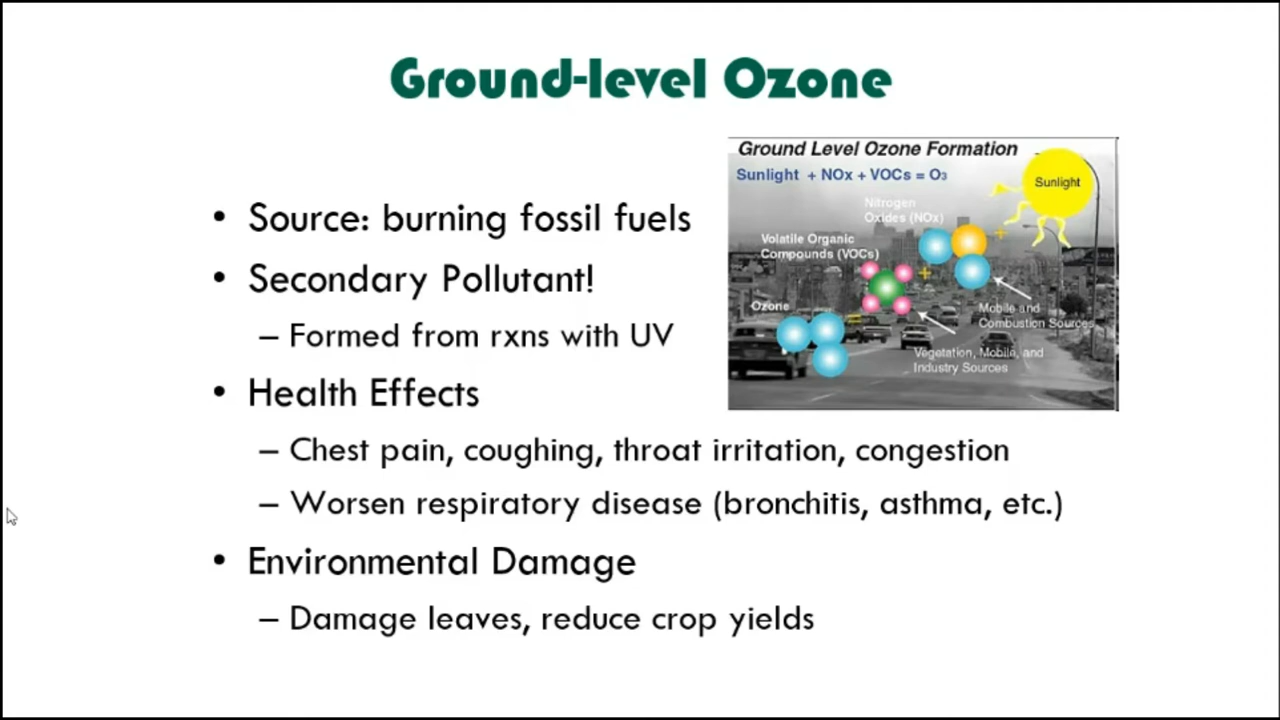 Ground-level Ozone
• Source: burning fossil fuels
• Secondary Pollutant!
– Formed from rxns with UV
• Health Effects
– Chest pain, coughing, throat irritation, congestion
– Worsen respiratory disease (bronchitis, asthma, etc.)
• Environmental Damage
– Damage leaves, reduce crop yields
Ground Level Ozone Formation
Sunlight + NOx + VOCs = O3
Sunlight
Nitrogen
Oxides (NOx)
+
Volatile Organic
Compounds (VOCs)
+
Ozone
Mobile and
Combustion Sources
Vegetation, Mobile, and
Industry Sources